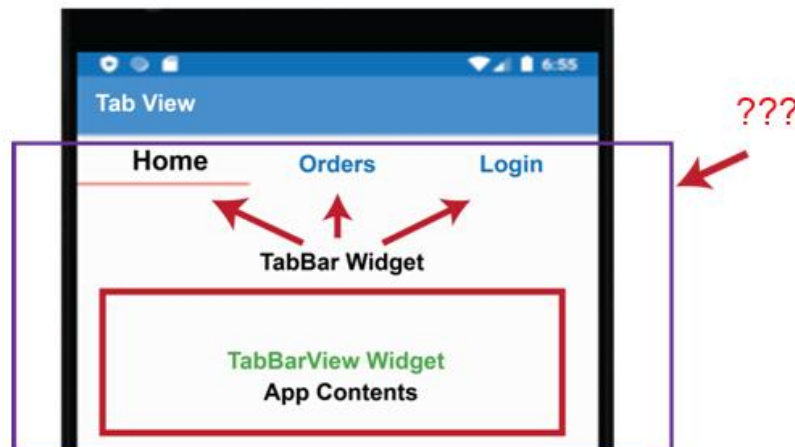 6:55
Tab View
???
Home Orders Login
TabBar Widget
TabBarView Widget
App Contents